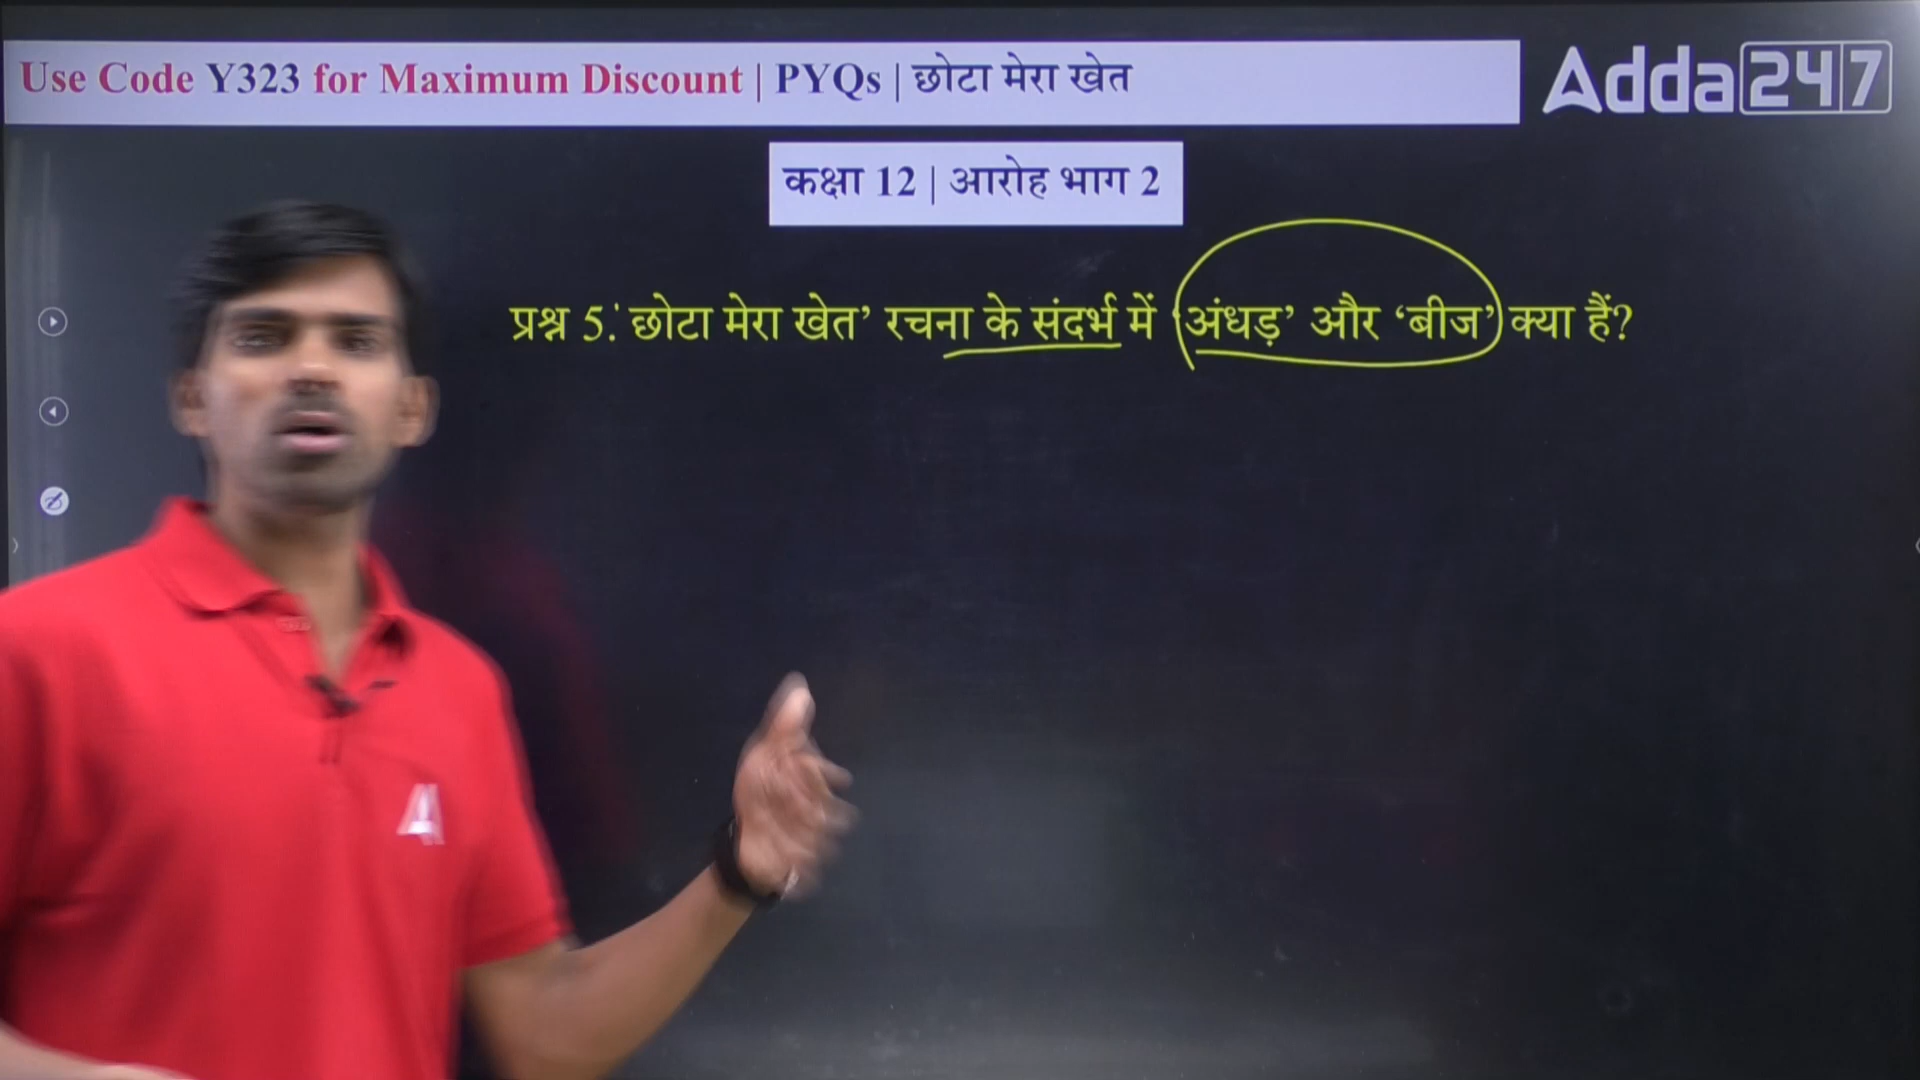 Use Code Y323 for Maximum Discount | PYQs | छोटा मेरा खेत
Adda247
कक्षा 12 | आरोह भाग 2
प्रश्न 5.‘छोटा मेरा खेत’ रचना के संदर्भ में ‘अंधड़’ और ‘बीज’ क्या हैं?